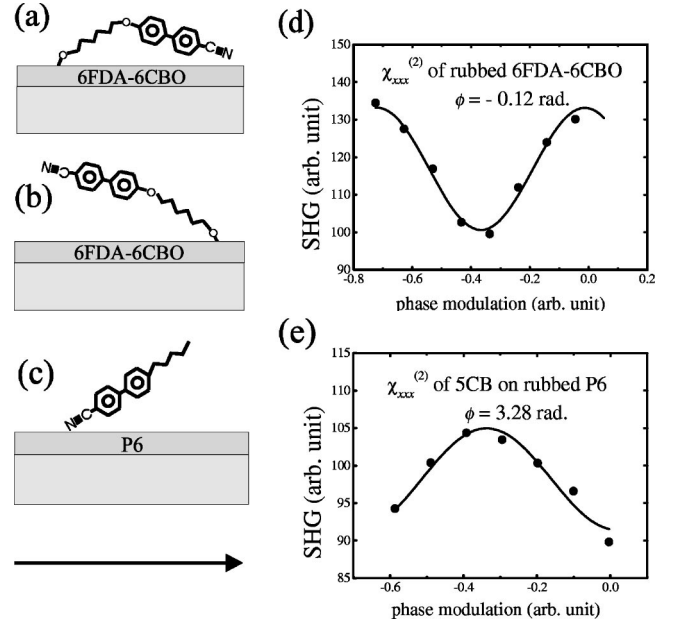 (a)
C≡N
6FDA-6CBO
(b)
N≡C
6FDA-6CBO
(c)
N≡C
P6
(d)
χxxx(2) of rubbed 6FDA-6CBO
ϕ = - 0.12 rad.
SHG (arb. unit)
150
140
130
120
110
100
90
-0.8 -0.6 -0.4 -0.2 0.0 0.2
phase modulation (arb. unit)
(e)
χxxx(2) of 5CB on rubbed P6
ϕ = 3.28 rad.
SHG (arb. unit)
115
110
105
100
95
90
85
-0.6 -0.4 -0.2 0.0
phase modulation (arb. unit)